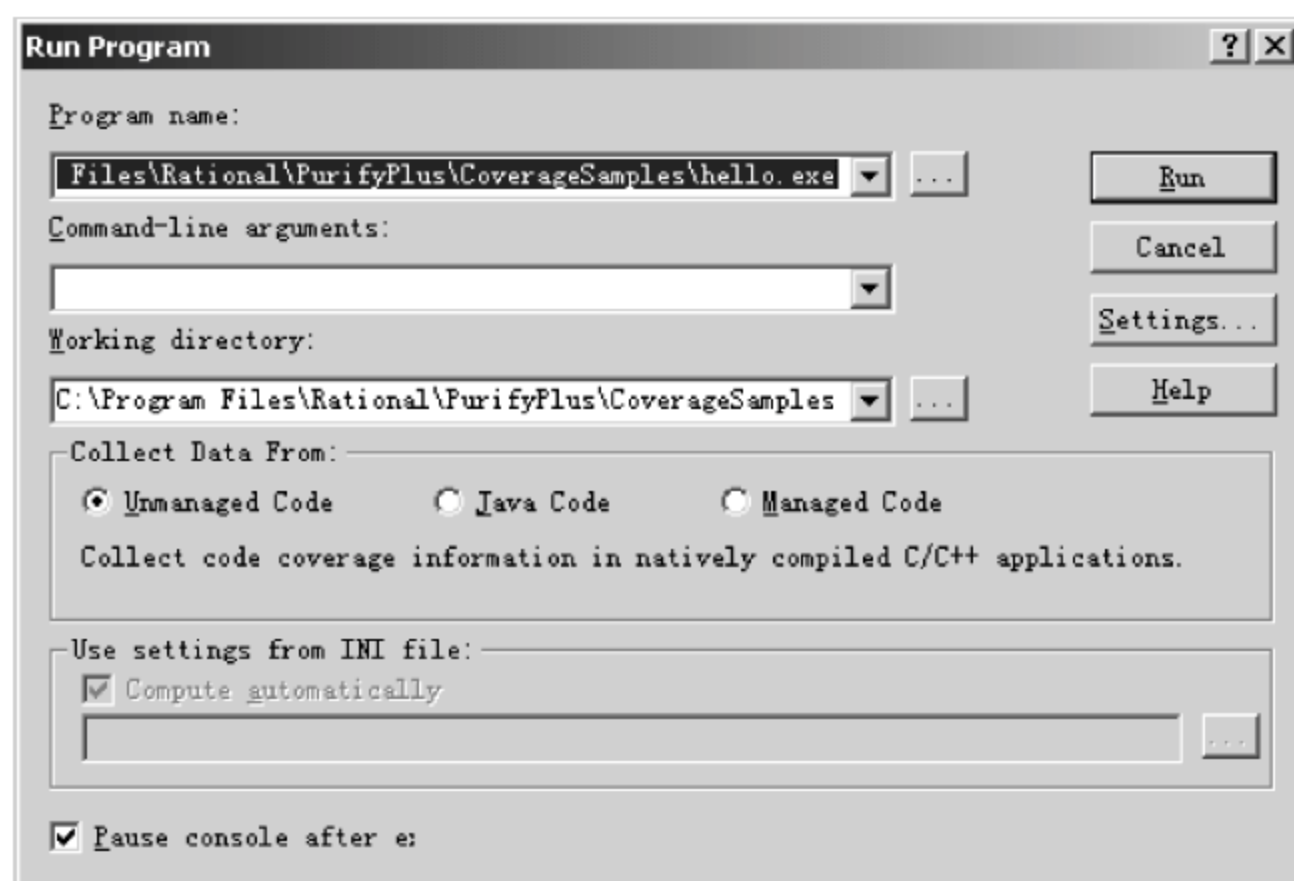 Run Program
Program name:
Files\Rational\PurifyPlus\CoverageSamples\hello.exe
...
Run
Command-line arguments:
Cancel
Settings...
Working directory:
C:\Program Files\Rational\PurifyPlus\CoverageSamples
...
Help
Collect Data From:
Unmanaged Code
Java Code
Managed Code
Collect code coverage information in natively compiled C/C++ applications.
Use settings from INI file:
Compute automatically
...
Pause console after